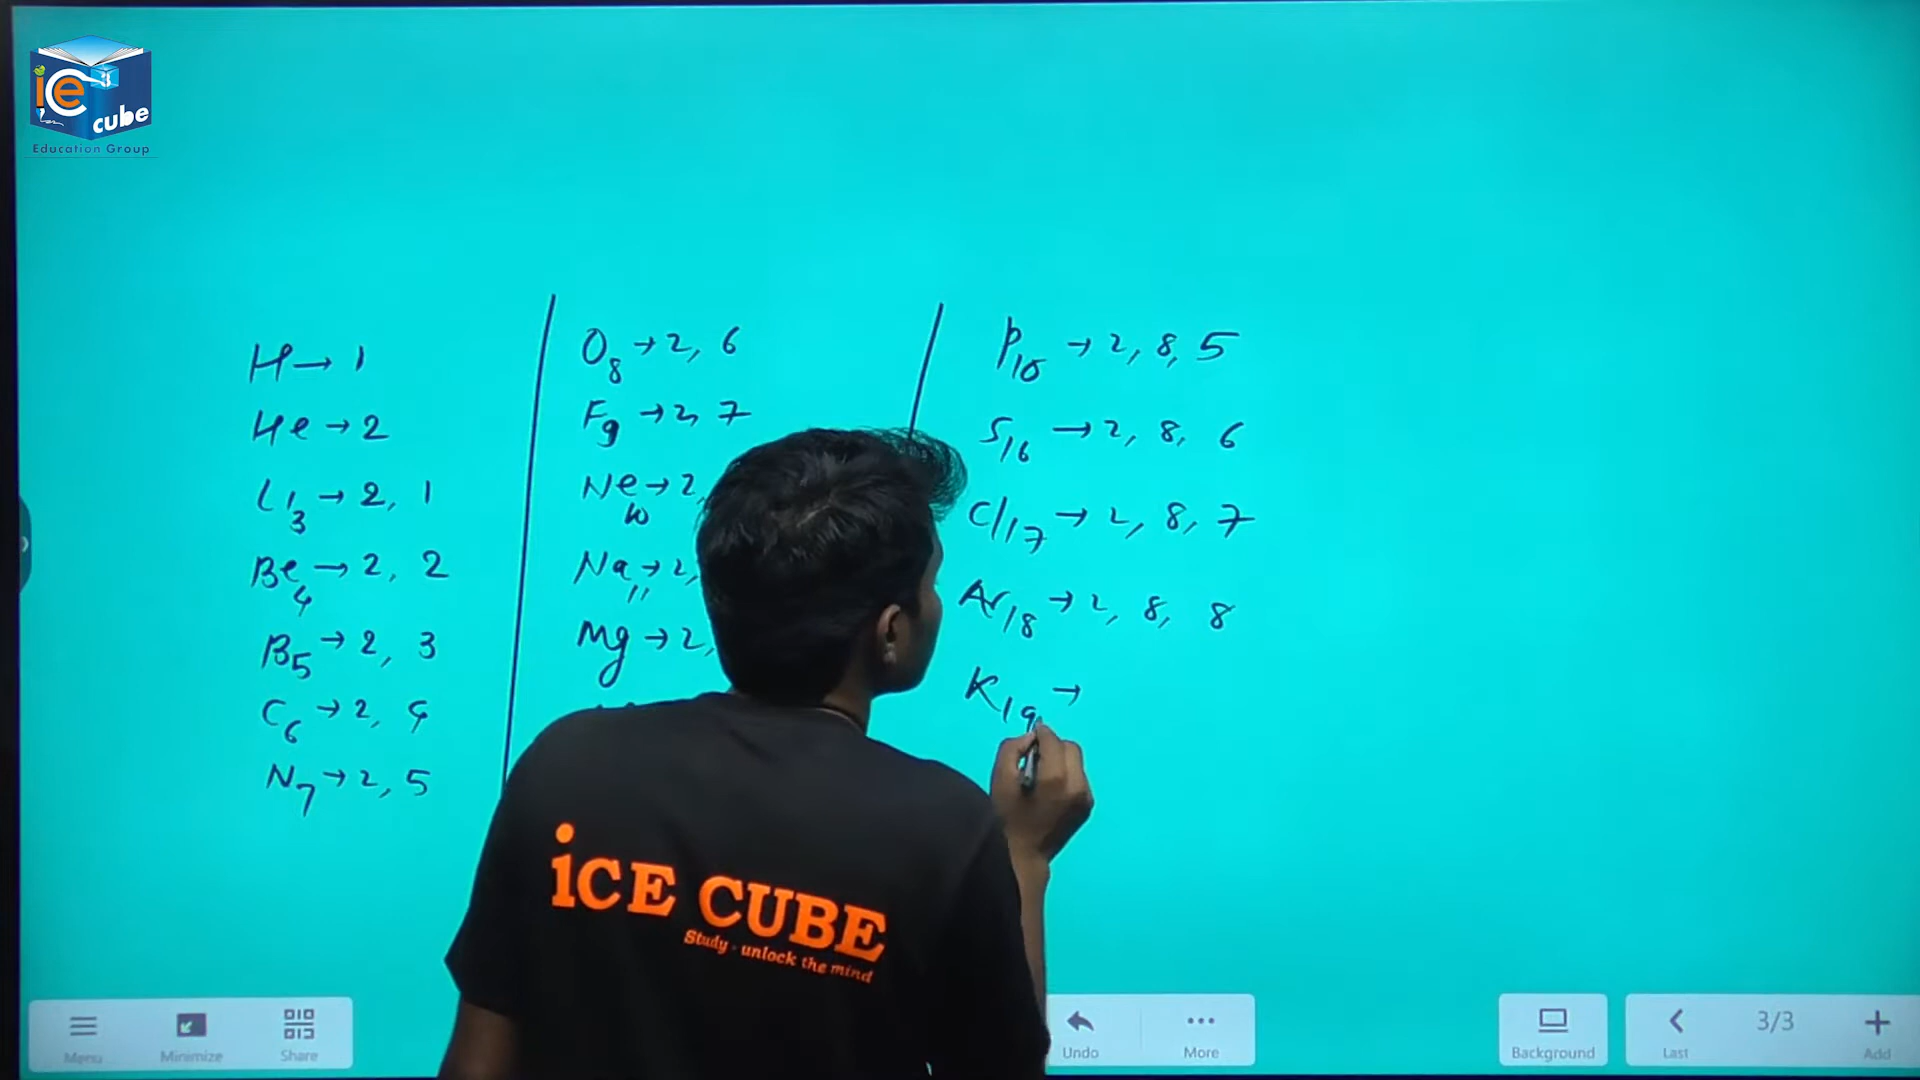 iCe
cube
Education Group
H → 1
He → 2
Li3 → 2, 1
Be4 → 2, 2
B5 → 2, 3
C6 → 2, 4
N7 → 2, 5
O8 → 2, 6
F9 → 2, 7
Ne10 → 2,
Na11 → 2,
Mg → 2,
P15 → 2, 8, 5
S16 → 2, 8, 6
Cl17 → 2, 8, 7
Ar18 → 2, 8, 8
K19 →
iCE CUBE
Study - unlock the mind
Menu
Minimize
Share
Undo
More
Background
Last
3/3
Add